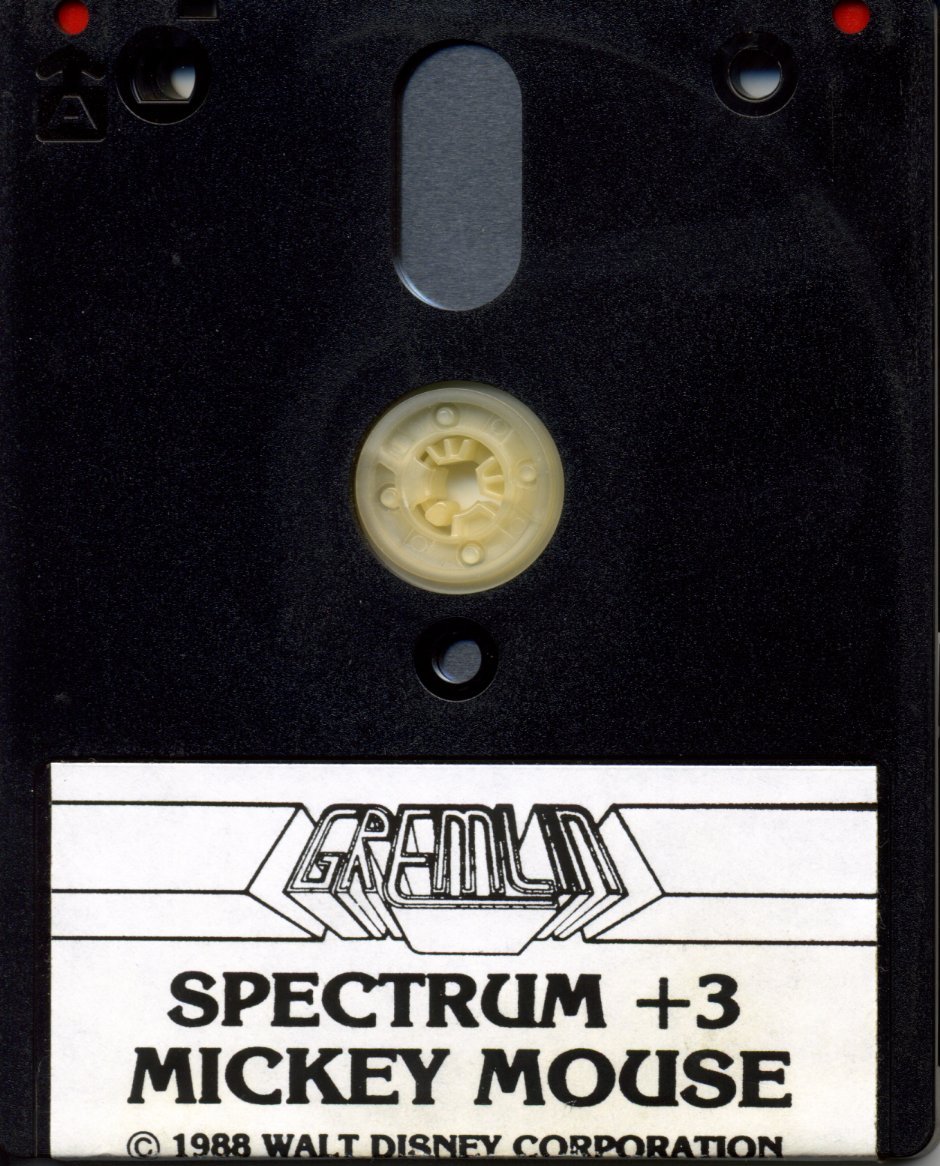 A
GREMLIN
SPECTRUM +3
MICKEY MOUSE
© 1988 WALT DISNEY CORPORATION